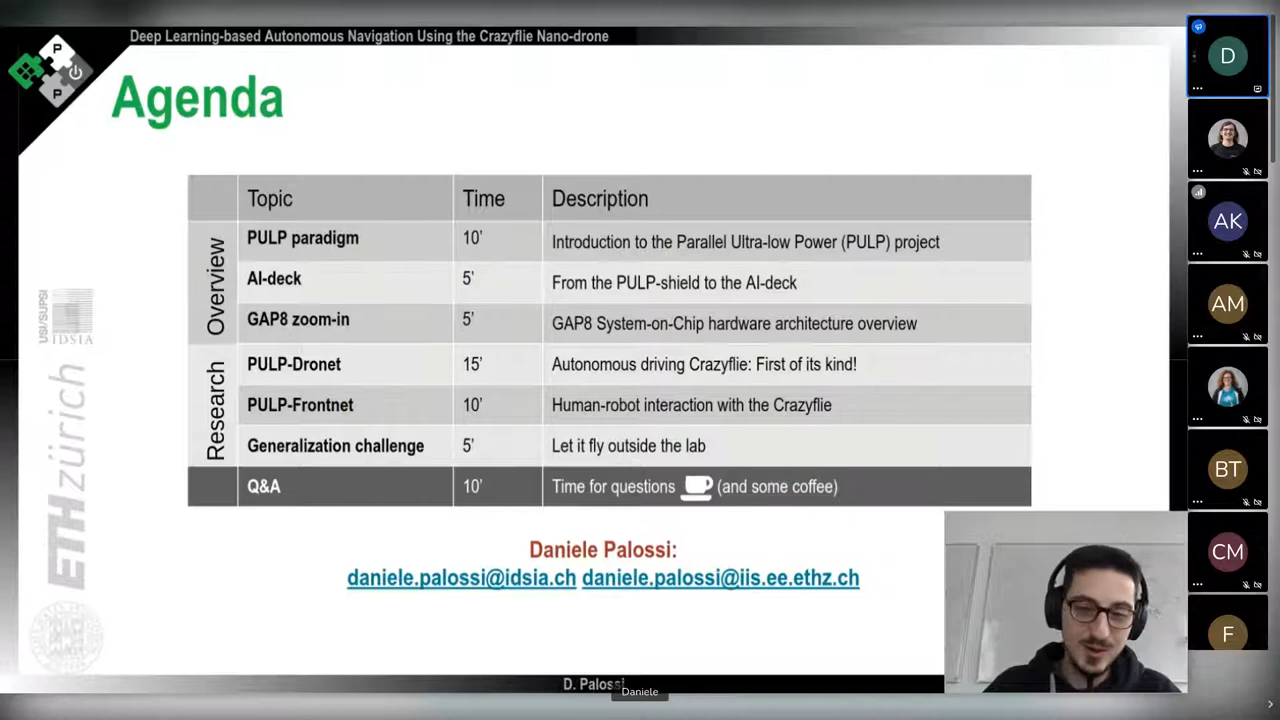 Deep Learning-based Autonomous Navigation Using the Crazyflie Nano-drone
P
P
Agenda
Topic Time Description
Overview
PULP paradigm 10' Introduction to the Parallel Ultra-low Power (PULP) project
AI-deck 5' From the PULP-shield to the AI-deck
GAP8 zoom-in 5' GAP8 System-on-Chip hardware architecture overview
Research
PULP-Dronet 15' Autonomous driving Crazyflie: First of its kind!
PULP-Frontnet 10' Human-robot interaction with the Crazyflie
Generalization challenge 5' Let it fly outside the lab
Q&A 10' Time for questions (and some coffee)
Daniele Palossi:
daniele.palossi@idsia.ch daniele.palossi@iis.ee.ethz.ch
USI/SUPSI
IDSIA
ETHzürich
D. Palossi
Daniele
D
AK
AM
BT
CM
F